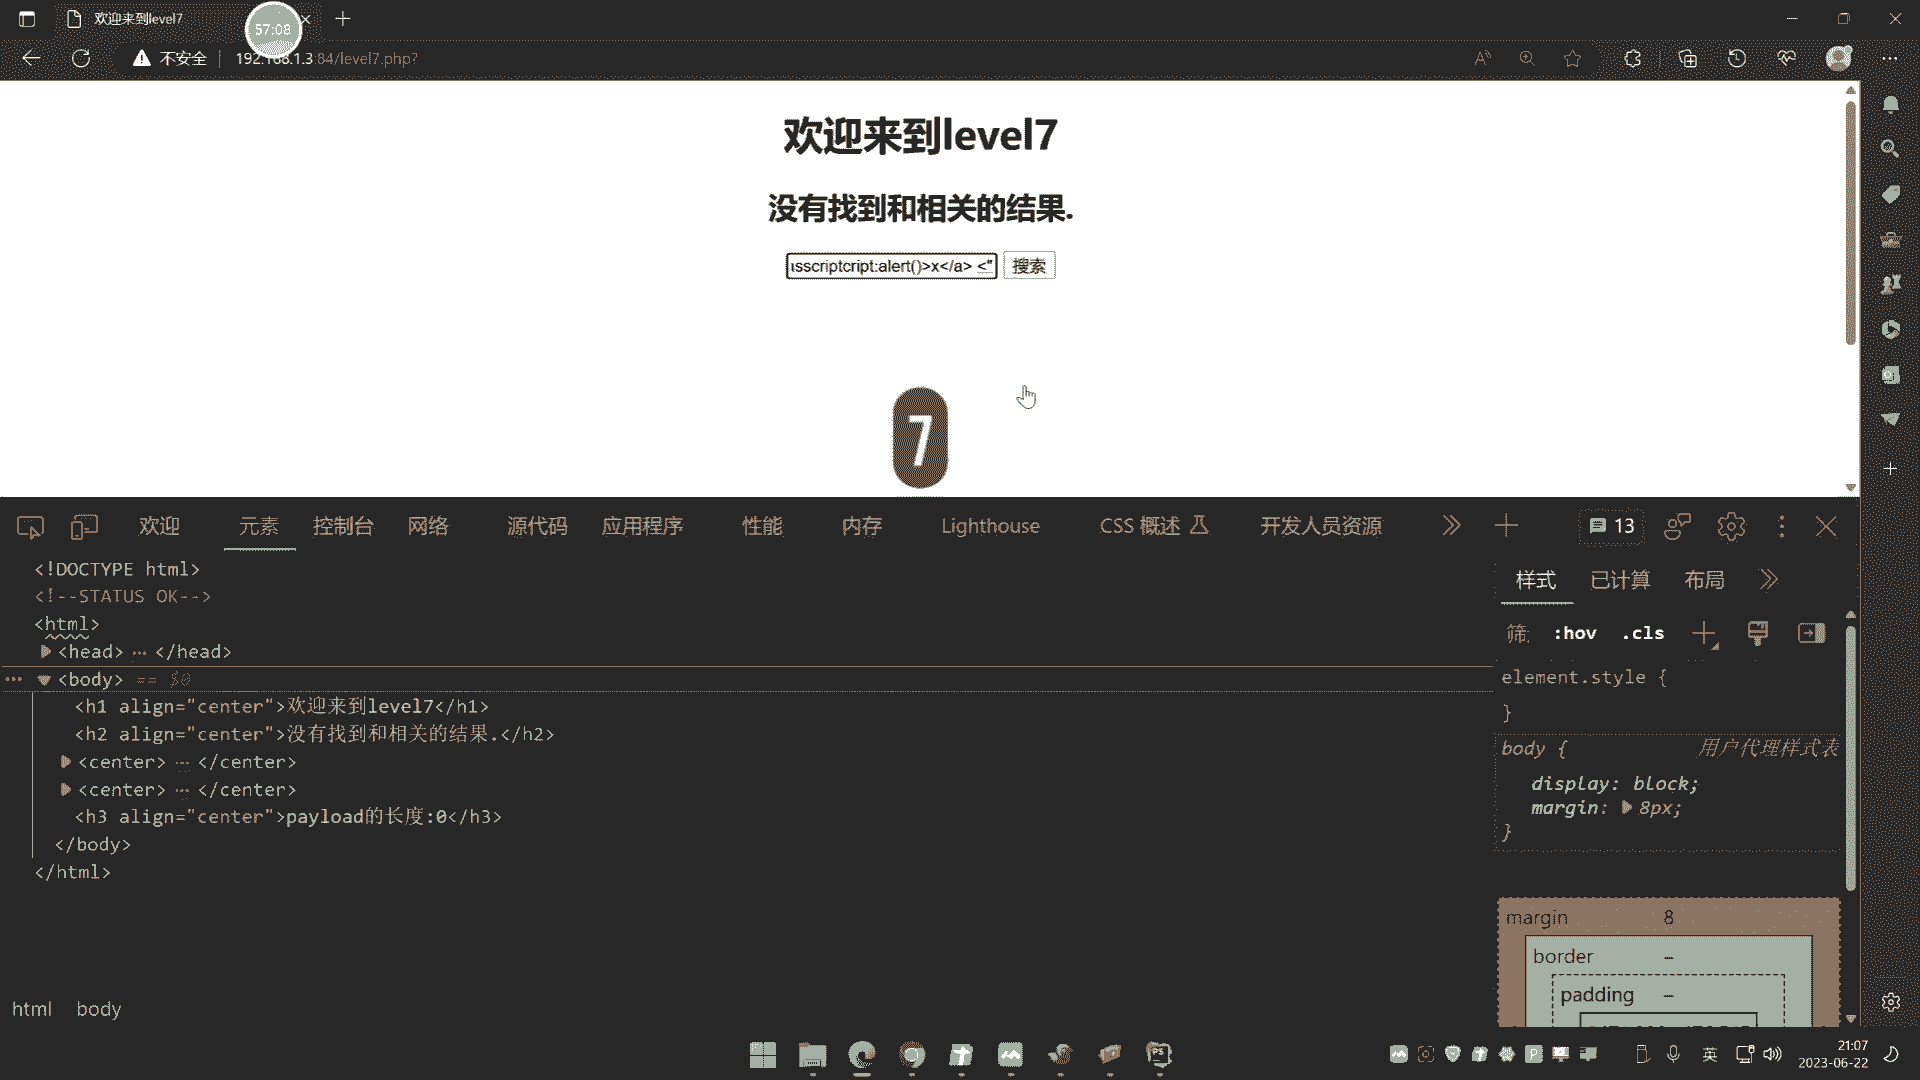 欢迎来到level7
57:08
不安全
192.168.1.3:84/level7.php?
欢迎来到level7
没有找到和相关的结果.
ısscriptcript:alert()>x</a> <"
搜索
7
欢迎
元素
控制台
网络
源代码
应用程序
性能
内存
Lighthouse
CSS 概述
开发人员资源
13
<!DOCTYPE html>
<!--STATUS OK-->
<html>
<head> … </head>
<body> == $0
<h1 align="center">欢迎来到level7</h1>
<h2 align="center">没有找到和相关的结果.</h2>
<center> … </center>
<center> … </center>
<h3 align="center">payload的长度:0</h3>
</body>
</html>
html
body
样式
已计算
布局
筛
:hov
.cls
element.style {
}
body {
用户代理样式表
display: block;
margin: 8px;
}
margin
8
border
–
padding
–
英
21:07
2023-06-22